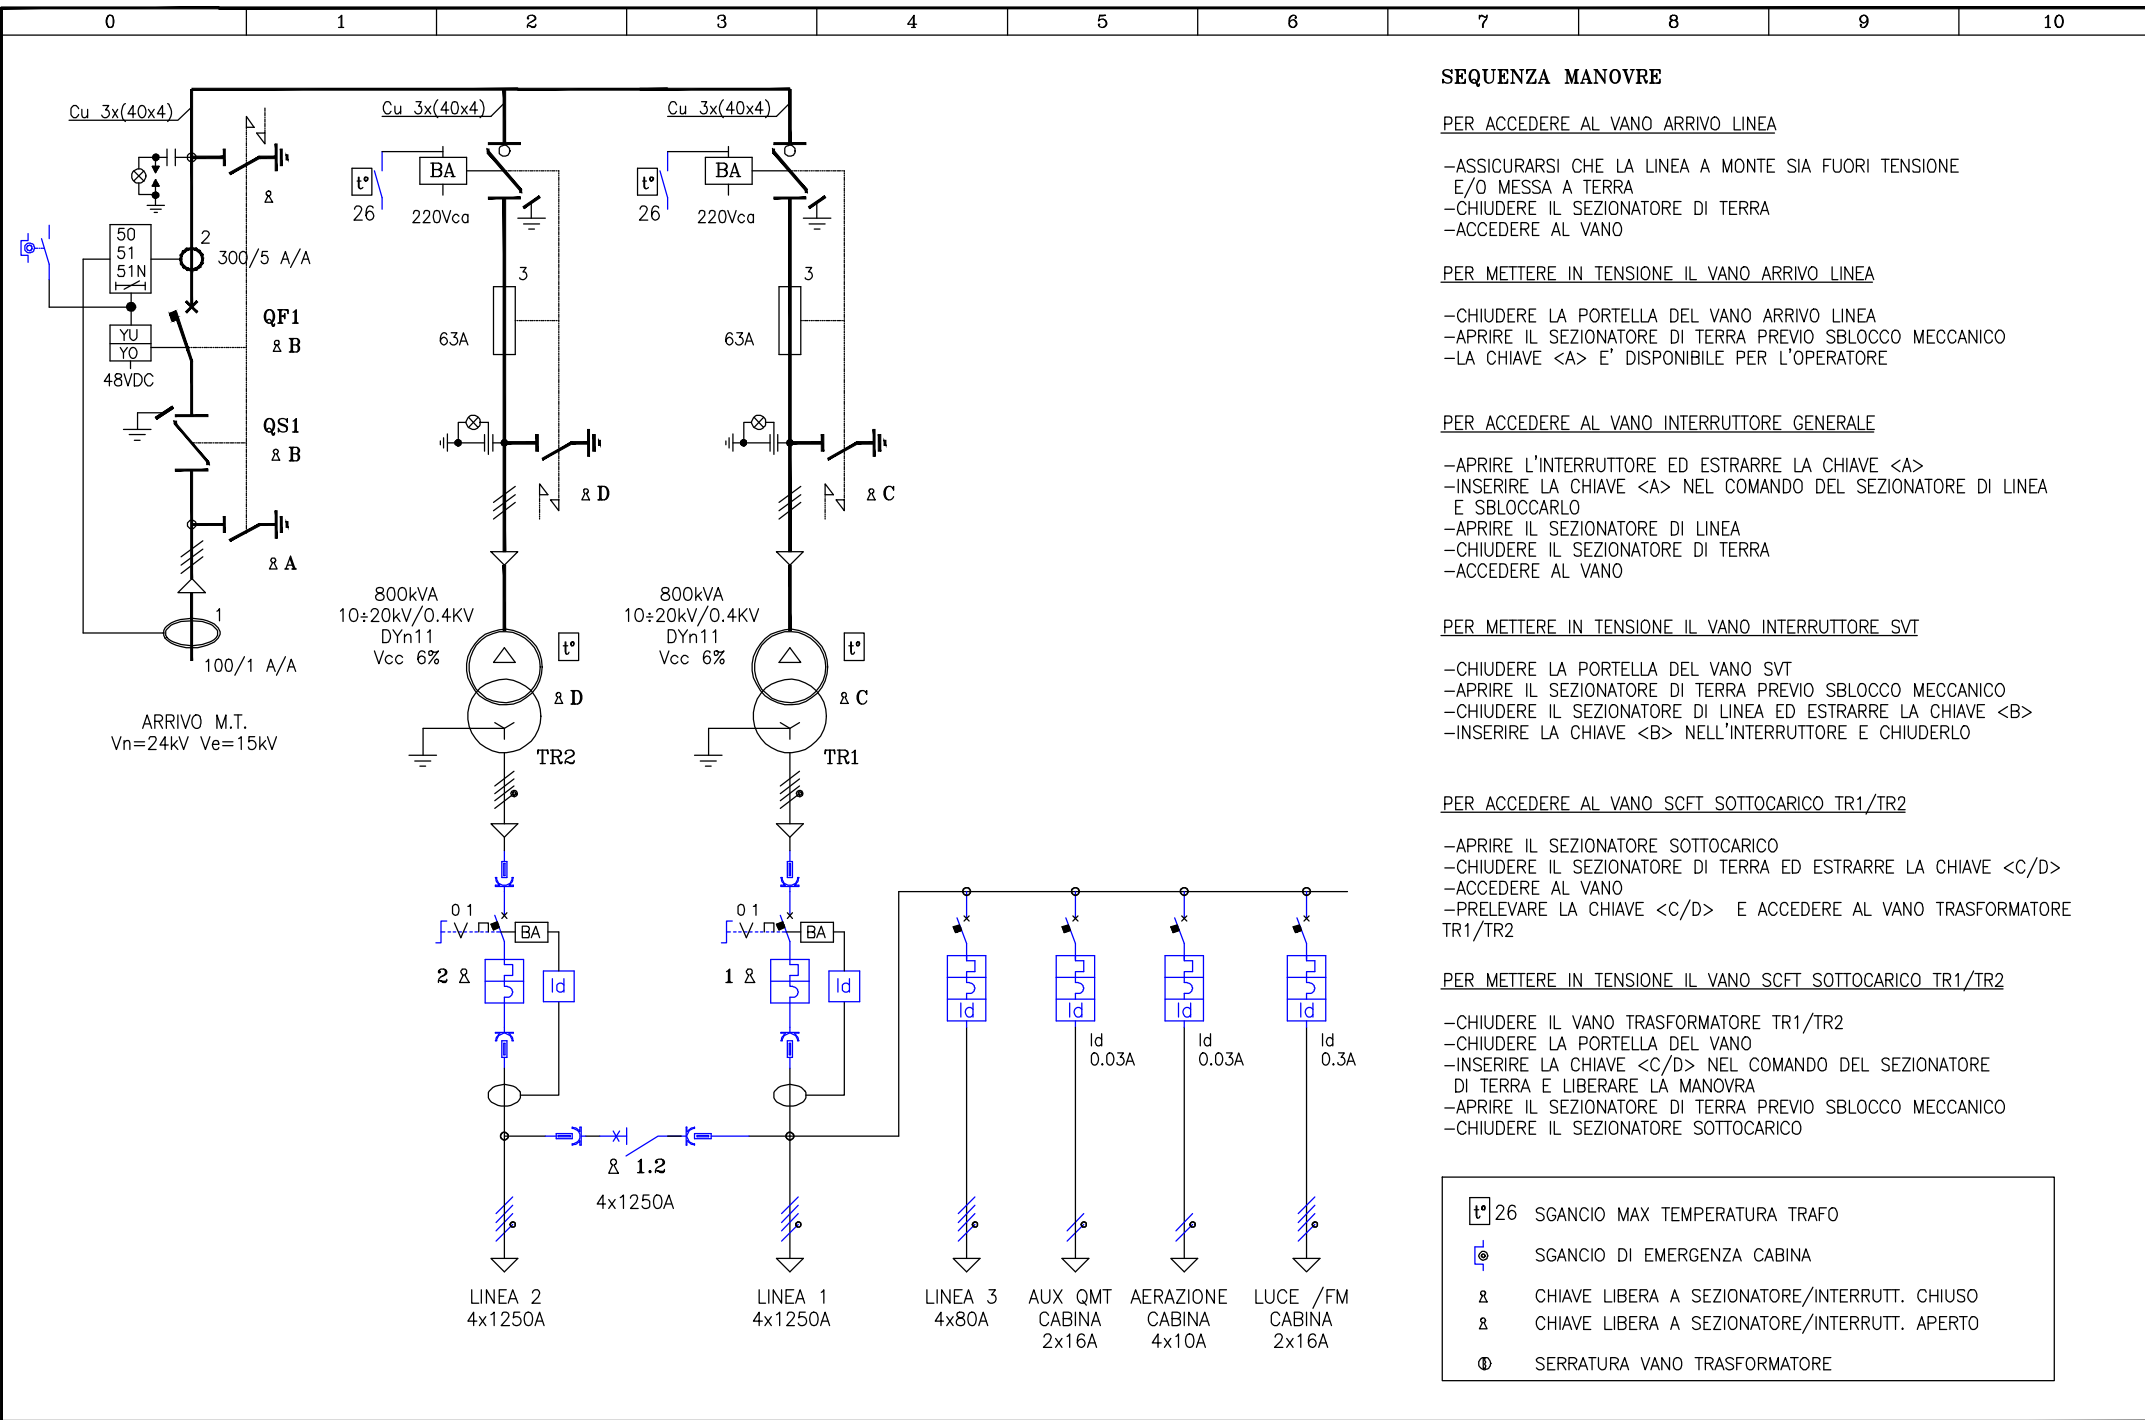 0 1 2 3 4 5 6 7 8 9 10
Cu 3x(40x4)
Cu 3x(40x4)
Cu 3x(40x4)
t° 26
BA
220Vca
t° 26
BA
220Vca
50
51
51N
2
300/5 A/A
YU
YO
48VDC
QF1
B
QS1
B
A
1
100/1 A/A
ARRIVO M.T.
Vn=24kV Ve=15kV
3
63A
D
800kVA
10÷20kV/0.4KV
DYn11
Vcc 6%
t°
D
TR2
3
63A
C
800kVA
10÷20kV/0.4KV
DYn11
Vcc 6%
t°
C
TR1
0 1
BA
2
Id
0 1
BA
1
Id
1.2
4x1250A
Id
Id
Id
Id
Id
0.03A
Id
0.03A
Id
0.3A
LINEA 2
4x1250A
LINEA 1
4x1250A
LINEA 3
4x80A
AUX QMT
CABINA
2x16A
AERAZIONE
CABINA
4x10A
LUCE /FM
CABINA
2x16A
SEQUENZA MANOVRE
PER ACCEDERE AL VANO ARRIVO LINEA
-ASSICURARSI CHE LA LINEA A MONTE SIA FUORI TENSIONE
E/O MESSA A TERRA
-CHIUDERE IL SEZIONATORE DI TERRA
-ACCEDERE AL VANO
PER METTERE IN TENSIONE IL VANO ARRIVO LINEA
-CHIUDERE LA PORTELLA DEL VANO ARRIVO LINEA
-APRIRE IL SEZIONATORE DI TERRA PREVIO SBLOCCO MECCANICO
-LA CHIAVE <A> E' DISPONIBILE PER L'OPERATORE
PER ACCEDERE AL VANO INTERRUTTORE GENERALE
-APRIRE L'INTERRUTTORE ED ESTRARRE LA CHIAVE <A>
-INSERIRE LA CHIAVE <A> NEL COMANDO DEL SEZIONATORE DI LINEA
E SBLOCCARLO
-APRIRE IL SEZIONATORE DI LINEA
-CHIUDERE IL SEZIONATORE DI TERRA
-ACCEDERE AL VANO
PER METTERE IN TENSIONE IL VANO INTERRUTTORE SVT
-CHIUDERE LA PORTELLA DEL VANO SVT
-APRIRE IL SEZIONATORE DI TERRA PREVIO SBLOCCO MECCANICO
-CHIUDERE IL SEZIONATORE DI LINEA ED ESTRARRE LA CHIAVE <B>
-INSERIRE LA CHIAVE <B> NELL'INTERRUTTORE E CHIUDERLO
PER ACCEDERE AL VANO SCFT SOTTOCARICO TR1/TR2
-APRIRE IL SEZIONATORE SOTTOCARICO
-CHIUDERE IL SEZIONATORE DI TERRA ED ESTRARRE LA CHIAVE <C/D>
-ACCEDERE AL VANO
-PRELEVARE LA CHIAVE <C/D> E ACCEDERE AL VANO TRASFORMATORE
TR1/TR2
PER METTERE IN TENSIONE IL VANO SCFT SOTTOCARICO TR1/TR2
-CHIUDERE IL VANO TRASFORMATORE TR1/TR2
-CHIUDERE LA PORTELLA DEL VANO
-INSERIRE LA CHIAVE <C/D> NEL COMANDO DEL SEZIONATORE
DI TERRA E LIBERARE LA MANOVRA
-APRIRE IL SEZIONATORE DI TERRA PREVIO SBLOCCO MECCANICO
-CHIUDERE IL SEZIONATORE SOTTOCARICO
t° 26 SGANCIO MAX TEMPERATURA TRAFO
SGANCIO DI EMERGENZA CABINA
CHIAVE LIBERA A SEZIONATORE/INTERRUTT. CHIUSO
CHIAVE LIBERA A SEZIONATORE/INTERRUTT. APERTO
SERRATURA VANO TRASFORMATORE